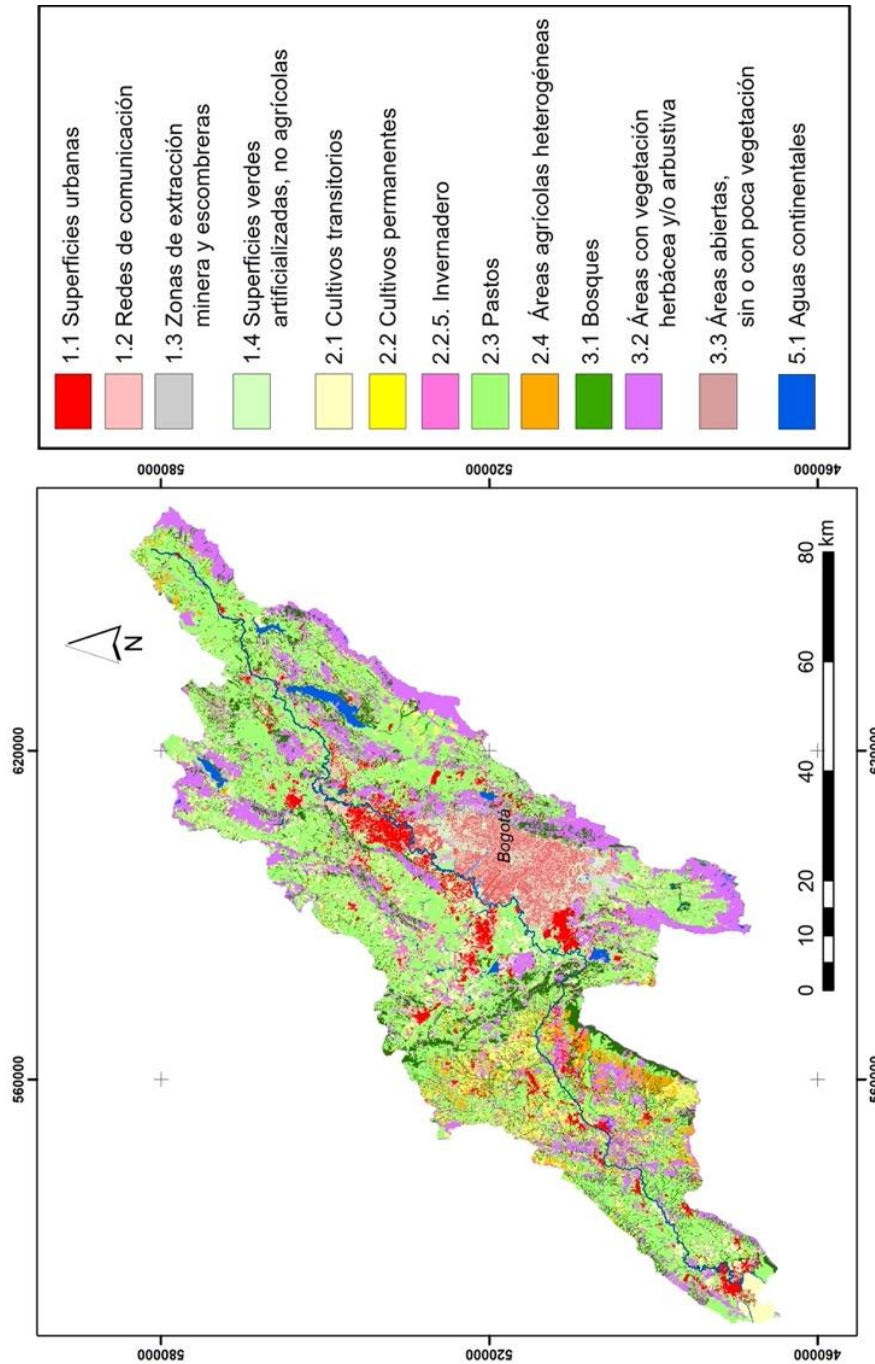 1.1 Superficies urbanas
1.2 Redes de comunicación
1.3 Zonas de extracción
minera y escombreras
1.4 Superficies verdes
artificializadas, no agrícolas
2.1 Cultivos transitorios
2.2 Cultivos permanentes
2.2.5. Invernadero
2.3 Pastos
2.4 Áreas agrícolas heterogéneas
3.1 Bosques
3.2 Áreas con vegetación
herbácea y/o arbustiva
3.3 Áreas abiertas,
sin o con poca vegetación
5.1 Aguas continentales
560000
620000
580000
580000
520000
520000
460000
460000
560000
620000
N
Bogotá
0 10 20 40 60 80
km